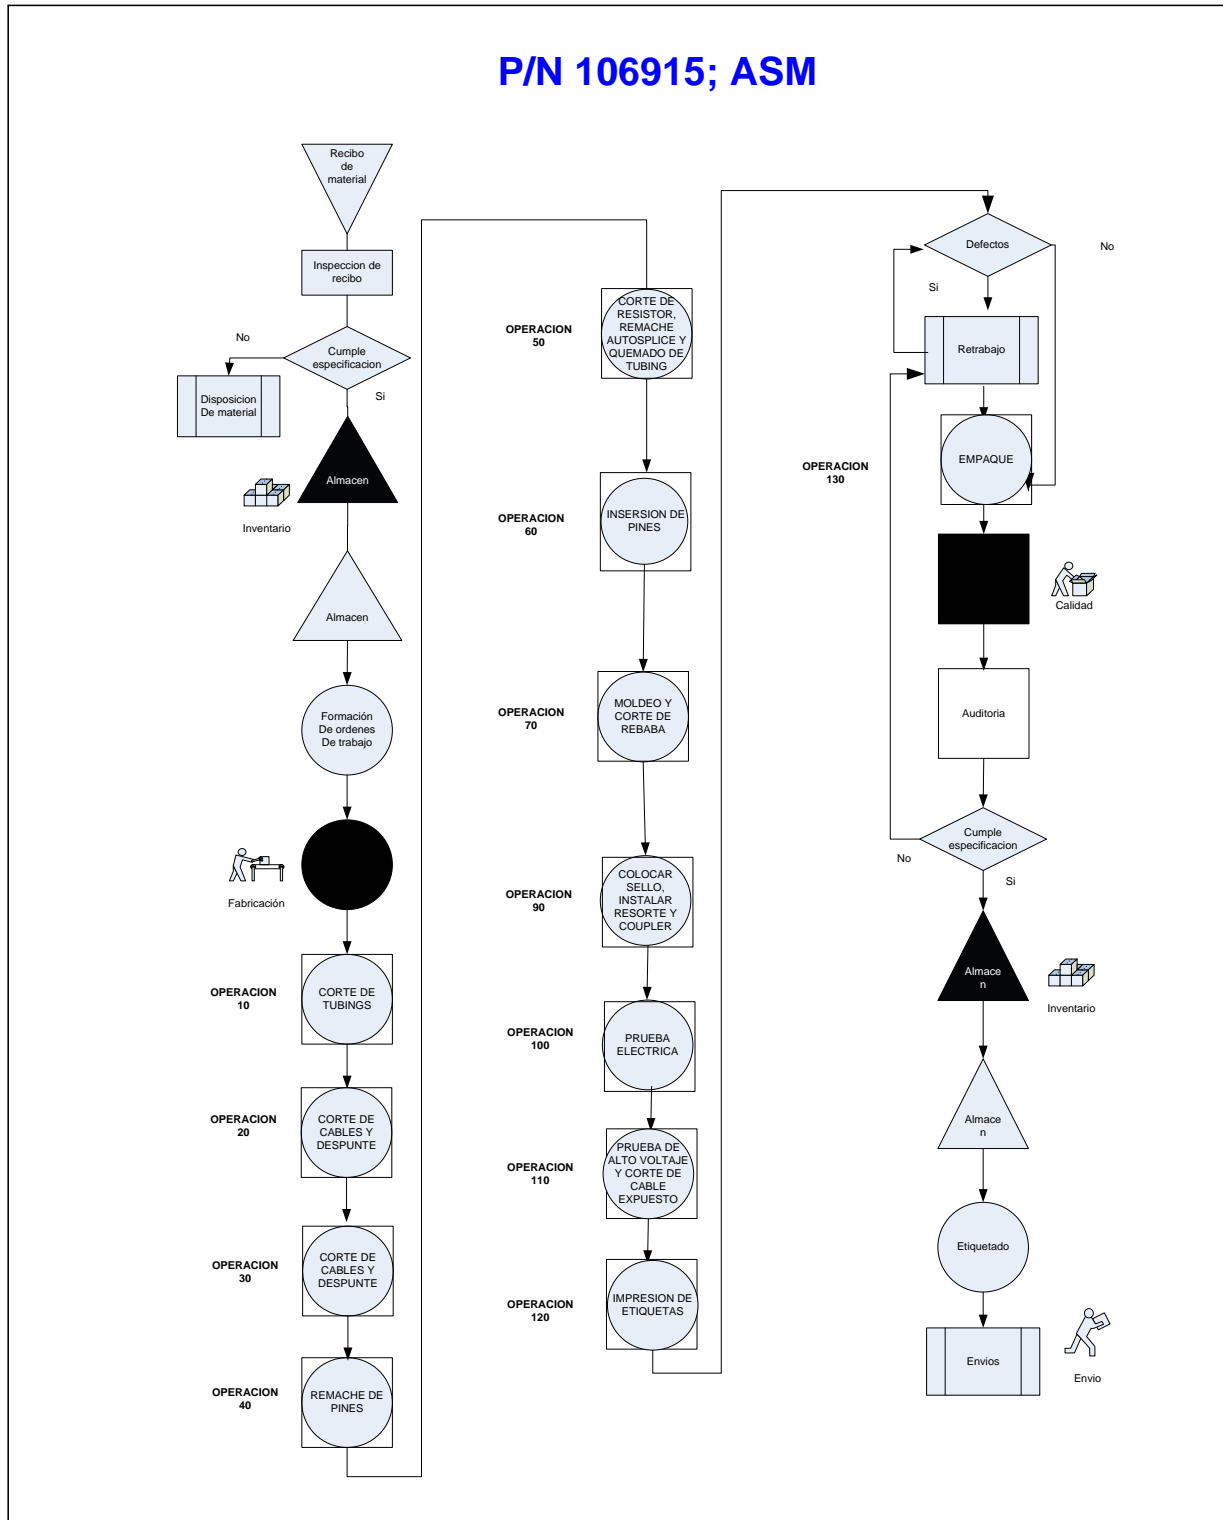 P/N 106915; ASM
Recibo
de
material
Inspeccion de
recibo
No
Cumple
especificacion
Si
Disposicion
De material
Almacen
Inventario
Almacen
Formación
De ordenes
De trabajo
Fabricación
OPERACION
10
CORTE DE
TUBINGS
OPERACION
20
CORTE DE
CABLES Y
DESPUNTE
OPERACION
30
CORTE DE
CABLES Y
DESPUNTE
OPERACION
40
REMACHE DE
PINES
OPERACION
50
CORTE DE
RESISTOR,
REMACHE
AUTOSPLICE Y
QUEMADO DE
TUBING
OPERACION
60
INSERSION DE
PINES
OPERACION
70
MOLDEO Y
CORTE DE
REBABA
OPERACION
90
COLOCAR
SELLO,
INSTALAR
RESORTE Y
COUPLER
OPERACION
100
PRUEBA
ELECTRICA
OPERACION
110
PRUEBA DE
ALTO VOLTAJE
Y CORTE DE
CABLE
EXPUESTO
OPERACION
120
IMPRESION DE
ETIQUETAS
Defectos
No
Si
Retrabajo
OPERACION
130
EMPAQUE
Calidad
Auditoria
Cumple
especificacion
No
Si
Almace
n
Inventario
Almace
n
Etiquetado
Envios
Envio